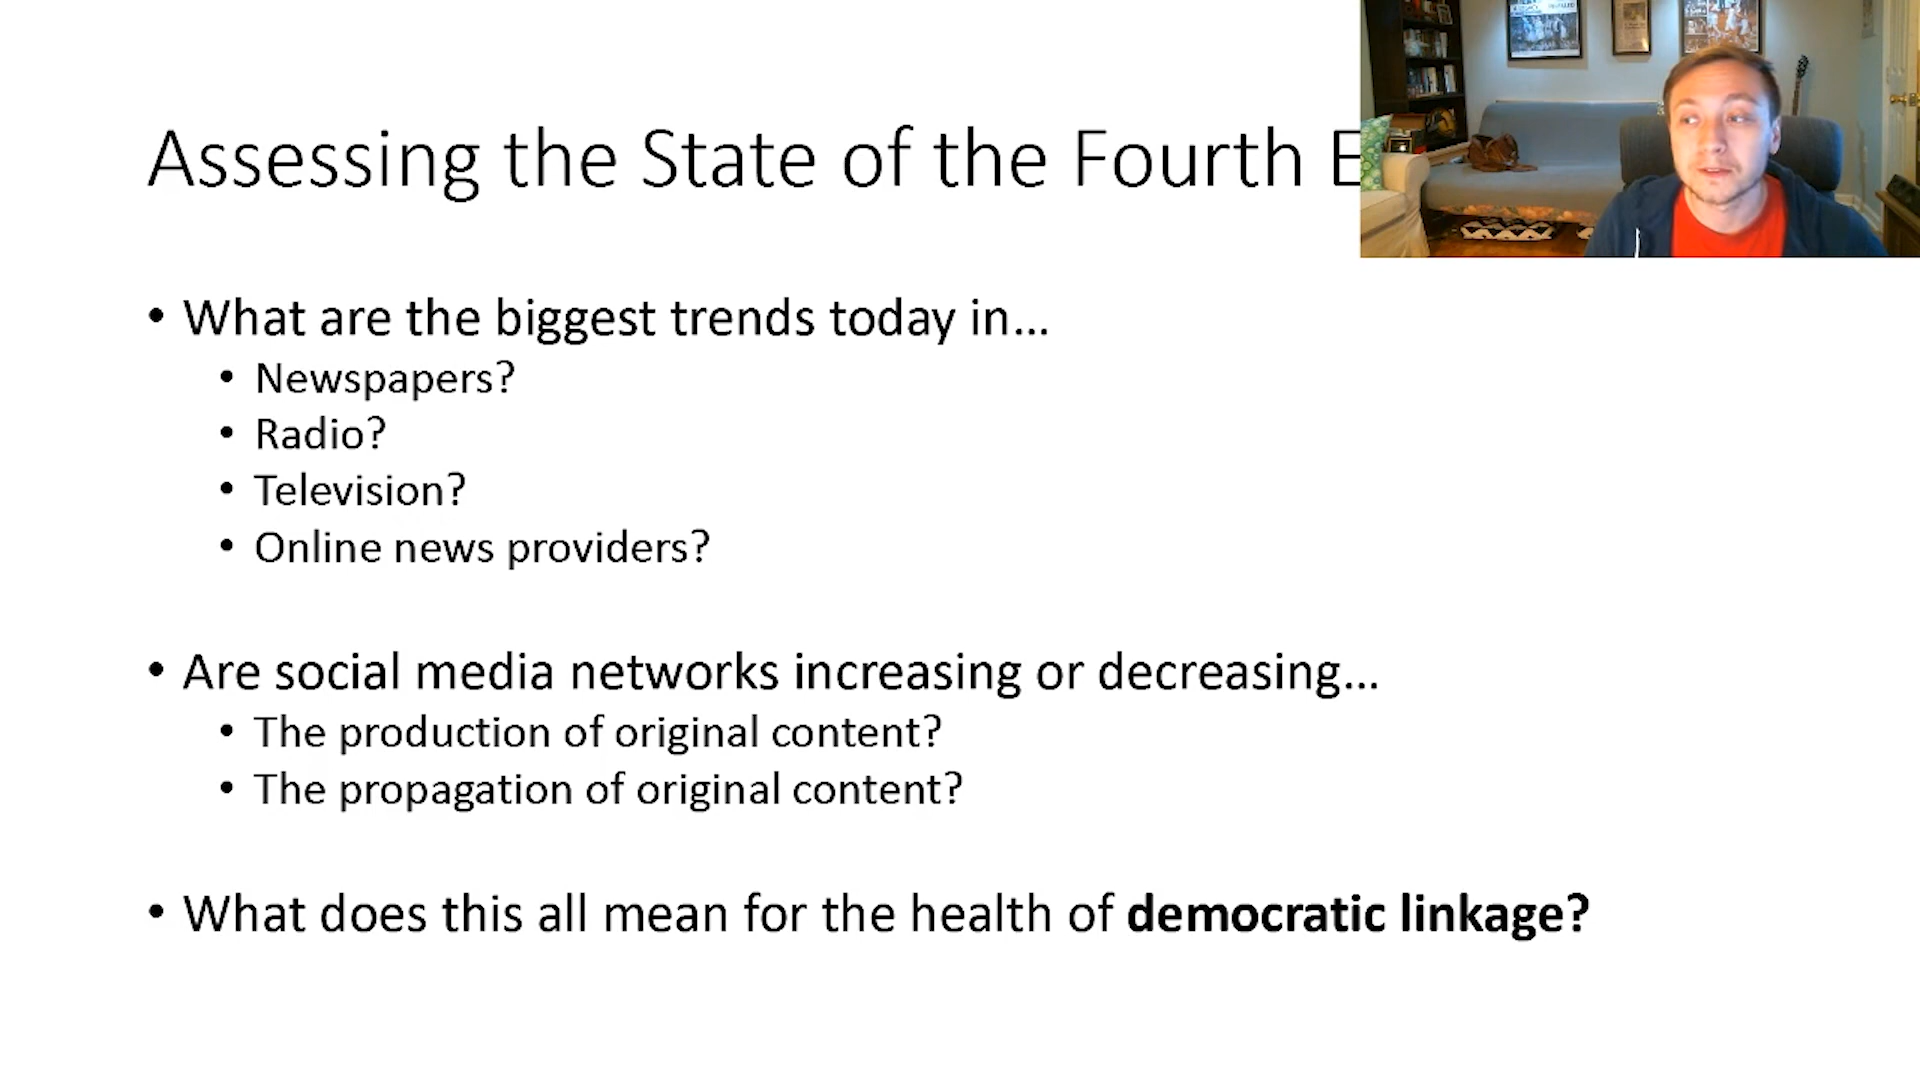 Assessing the State of the Fourth E
• What are the biggest trends today in...
• Newspapers?
• Radio?
• Television?
• Online news providers?
• Are social media networks increasing or decreasing...
• The production of original content?
• The propagation of original content?
• What does this all mean for the health of democratic linkage?